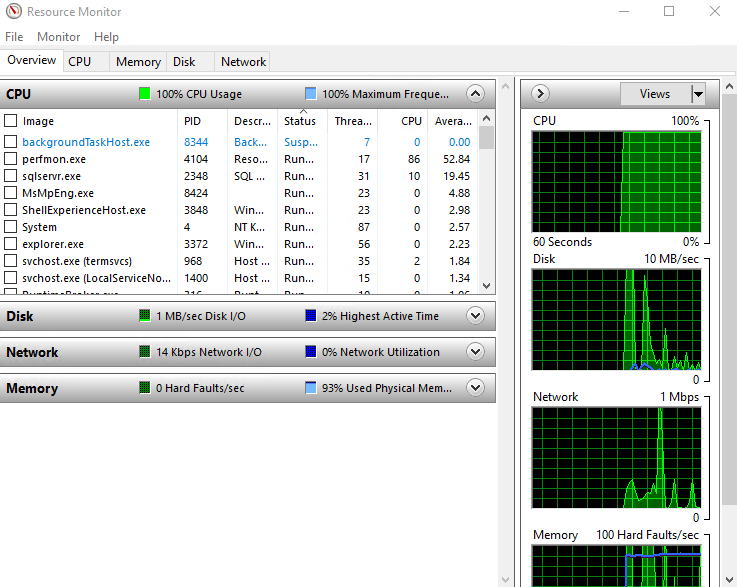 Resource Monitor
File Monitor Help
Overview CPU Memory Disk Network
CPU 100% CPU Usage 100% Maximum Freque...
Image PID Descr... Status Threa... CPU Avera...
backgroundTaskHost.exe 8344 Back... Susp... 7 0 0.00
perfmon.exe 4104 Reso... Run... 17 86 52.84
sqlservr.exe 2348 SQL ... Run... 31 10 19.45
MsMpEng.exe 8424 Run... 23 0 4.88
ShellExperienceHost.exe 3848 Win... Run... 23 0 2.98
System 4 NT K... Run... 87 0 2.57
explorer.exe 3372 Win... Run... 56 0 2.23
svchost.exe (termsvcs) 968 Host ... Run... 35 2 1.84
svchost.exe (LocalServiceNo... 1400 Host ... Run... 15 0 1.34
Disk 1 MB/sec Disk I/O 2% Highest Active Time
Network 14 Kbps Network I/O 0% Network Utilization
Memory 0 Hard Faults/sec 93% Used Physical Mem...
Views
CPU 100%
60 Seconds 0%
Disk 10 MB/sec
0
Network 1 Mbps
0
Memory 100 Hard Faults/sec